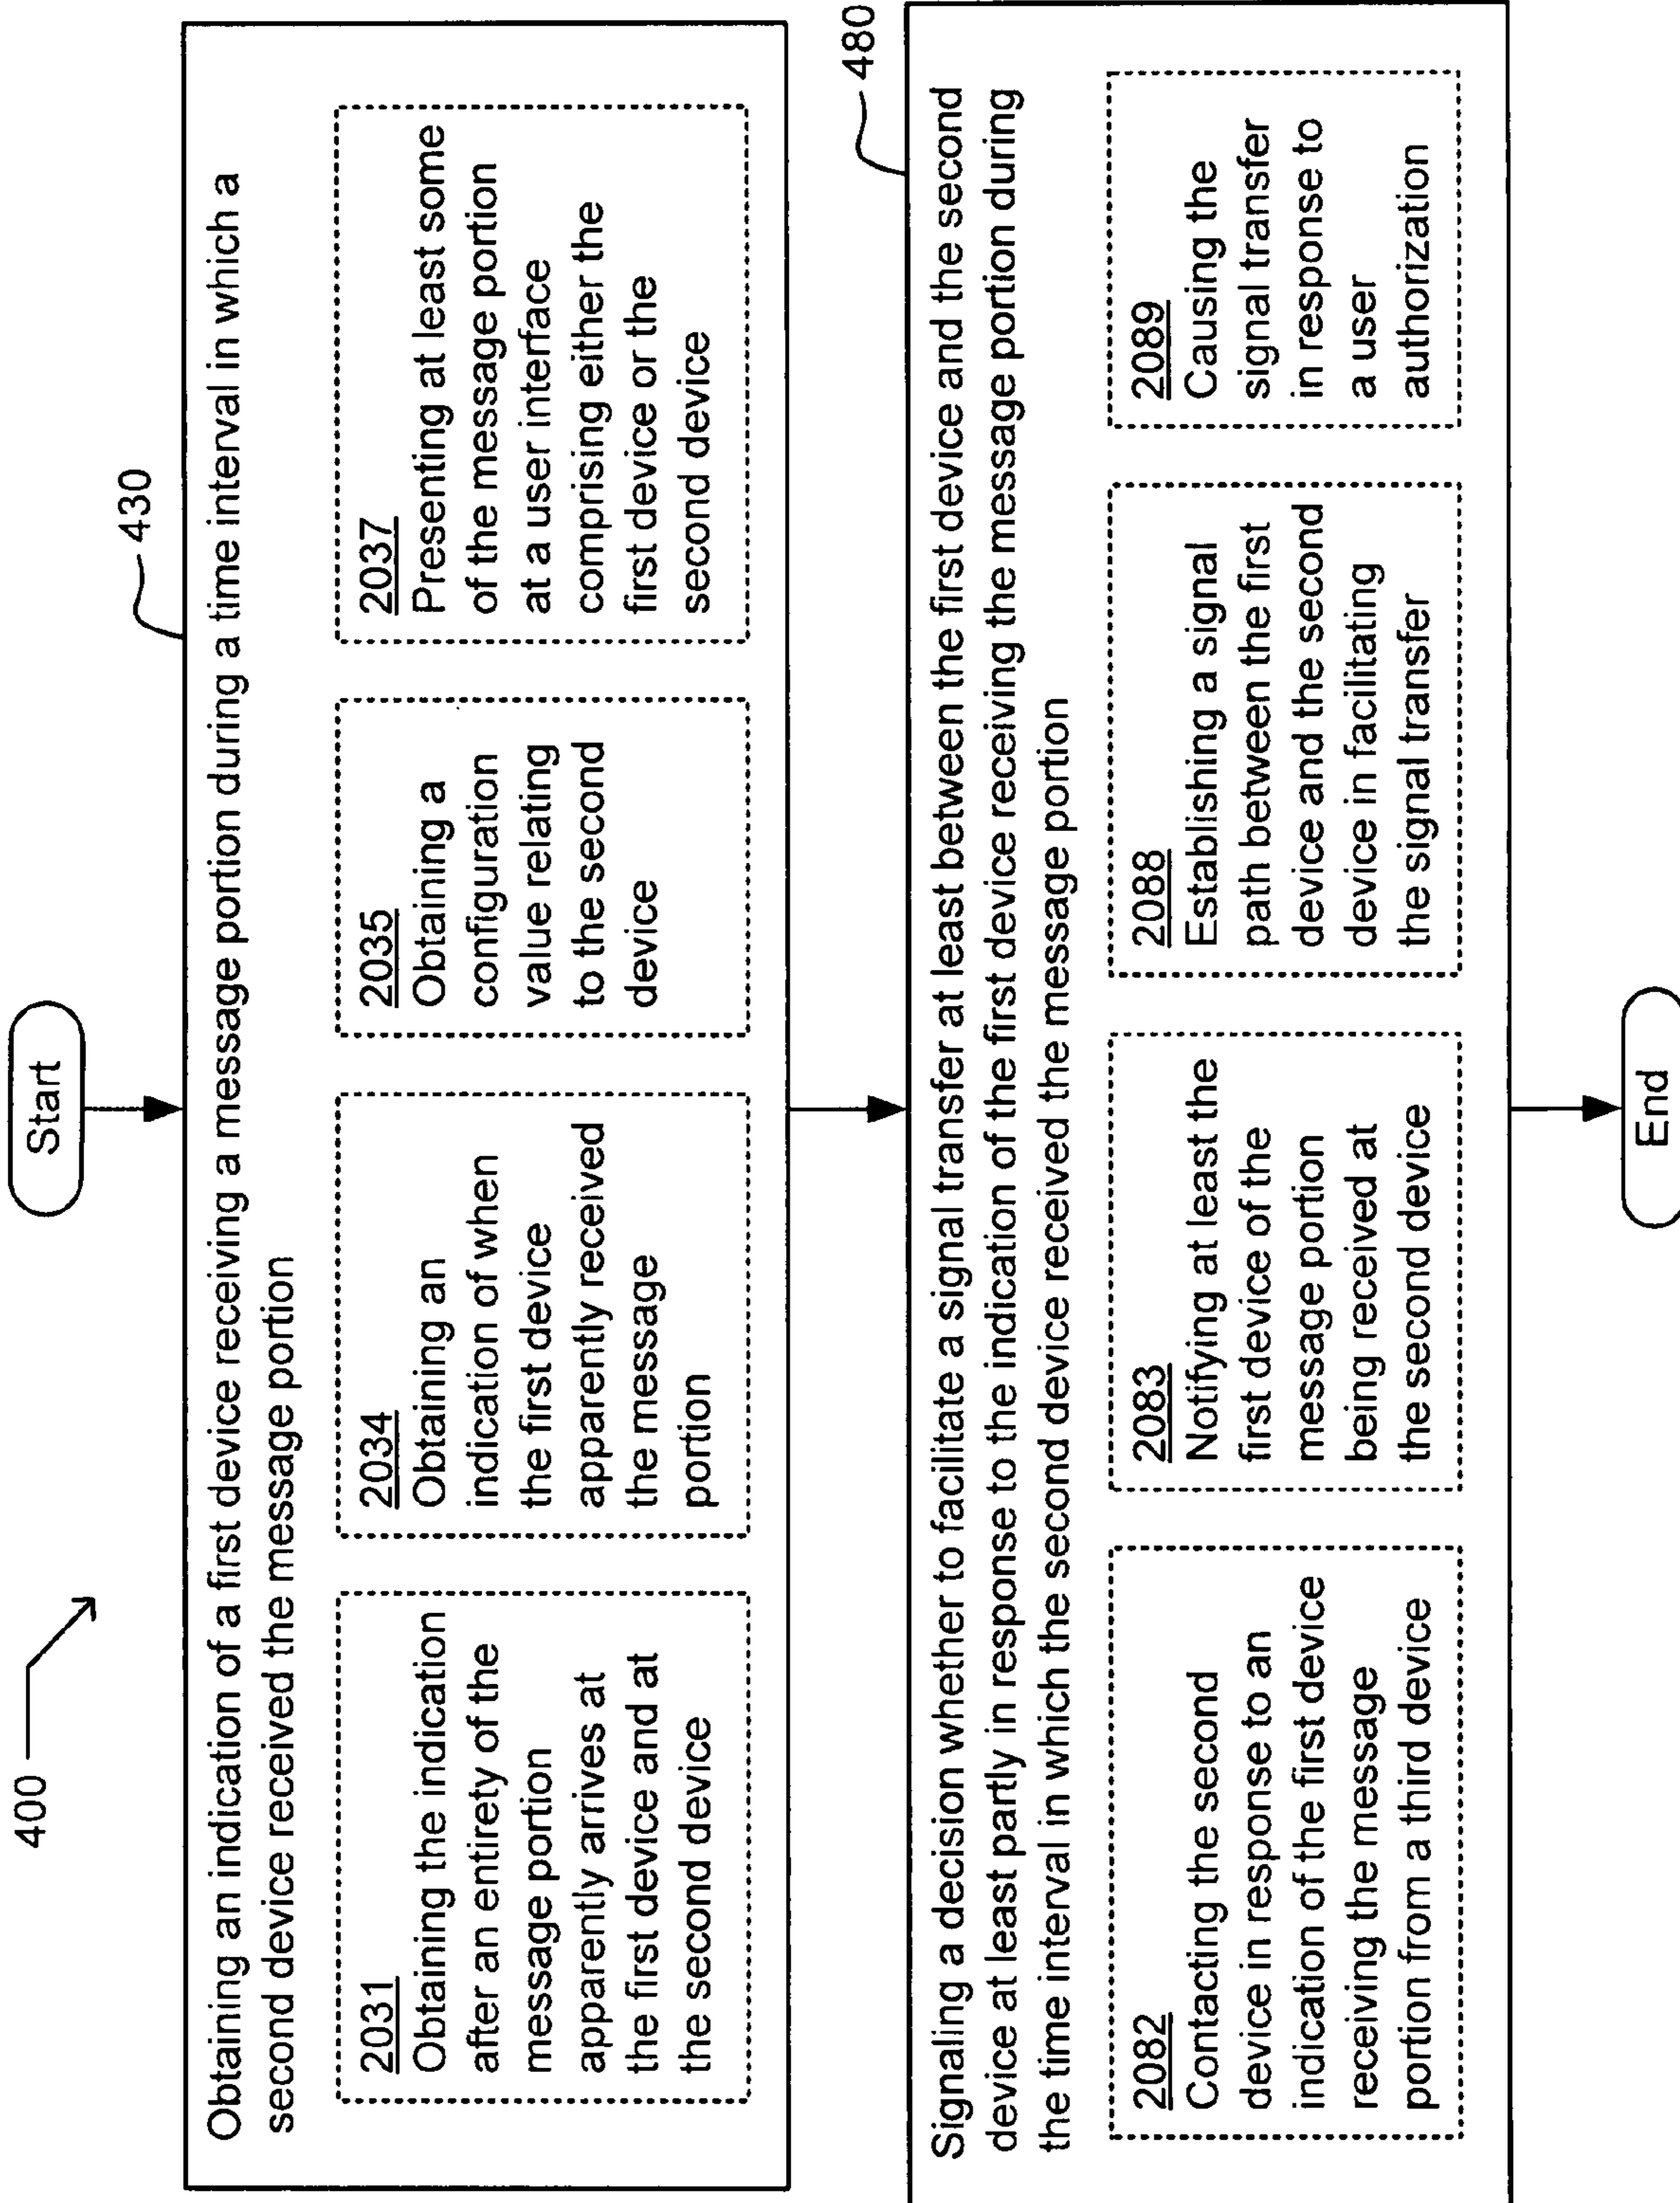 400
Start
430
Obtaining an indication of a first device receiving a message portion during a time interval in which a
second device received the message portion
2031
Obtaining the indication
after an entirety of the
message portion
apparently arrives at
the first device and at
the second device
2034
Obtaining an
indication of when
the first device
apparently received
the message
portion
2035
Obtaining a
configuration
value relating
to the second
device
2037
Presenting at least some
of the message portion
at a user interface
comprising either the
first device or the
second device
480
Signaling a decision whether to facilitate a signal transfer at least between the first device and the second
device at least partly in response to the indication of the first device receiving the message portion during
the time interval in which the second device received the message portion
2082
Contacting the second
device in response to an
indication of the first device
receiving the message
portion from a third device
2083
Notifying at least the
first device of the
message portion
being received at
the second device
2088
Establishing a signal
path between the first
device and the second
device in facilitating
the signal transfer
2089
Causing the
signal transfer
in response to
a user
authorization
End